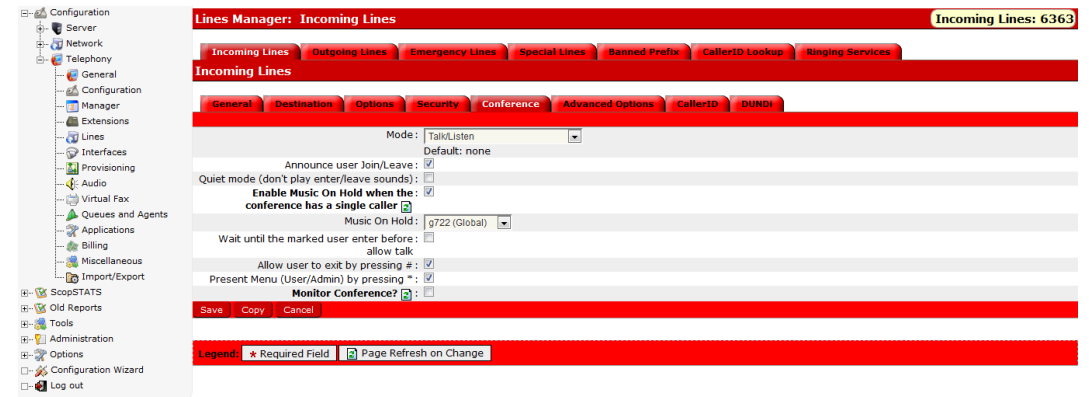 Configuration
Server
Network
Telephony
General
Configuration
Manager
Extensions
Lines
Interfaces
Provisioning
Audio
Virtual Fax
Queues and Agents
Applications
Billing
Miscellaneous
Import/Export
ScopSTATS
Old Reports
Tools
Administration
Options
Configuration Wizard
Log out
Lines Manager: Incoming Lines
Incoming Lines: 6363
Incoming Lines Outgoing Lines Emergency Lines Special Lines Banned Prefix CallerID Lookup Ringing Services
Incoming Lines
General Destination Options Security Conference Advanced Options CallerID DUNDi
Mode: Talk/Listen
Default: none
Announce user Join/Leave:
Quiet mode (don't play enter/leave sounds):
Enable Music On Hold when the :
conference has a single caller
Music On Hold: g722 (Global)
Wait until the marked user enter before :
allow talk
Allow user to exit by pressing # :
Present Menu (User/Admin) by pressing * :
Monitor Conference? :
Save Copy Cancel
Legend: * Required Field Page Refresh on Change